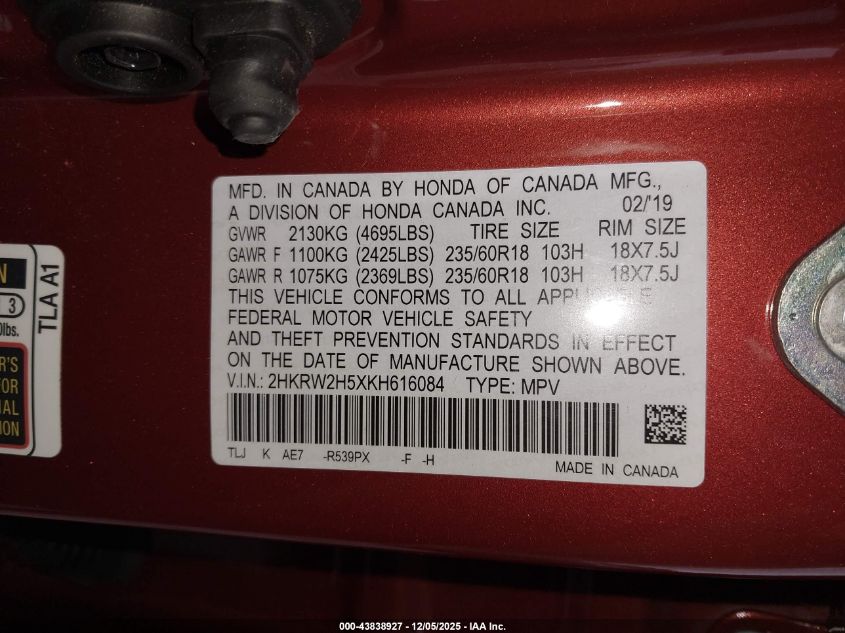 MFD. IN CANADA BY HONDA OF CANADA MFG.,
A DIVISION OF HONDA CANADA INC. 02/'19
GVWR 2130KG (4695LBS) TIRE SIZE RIM SIZE
GAWR F 1100KG (2425LBS) 235/60R18 103H 18X7.5J
GAWR R 1075KG (2369LBS) 235/60R18 103H 18X7.5J
THIS VEHICLE CONFORMS TO ALL APPLICABLE
FEDERAL MOTOR VEHICLE SAFETY
AND THEFT PREVENTION STANDARDS IN EFFECT
ON THE DATE OF MANUFACTURE SHOWN ABOVE.
V.I.N.: 2HKRW2H5XKH616084 TYPE: MPV
TLJ K AE7 -R539PX -F -H
MADE IN CANADA
TLA A1
3
lbs.
000-43838927 - 12/05/2025 - IAA Inc.